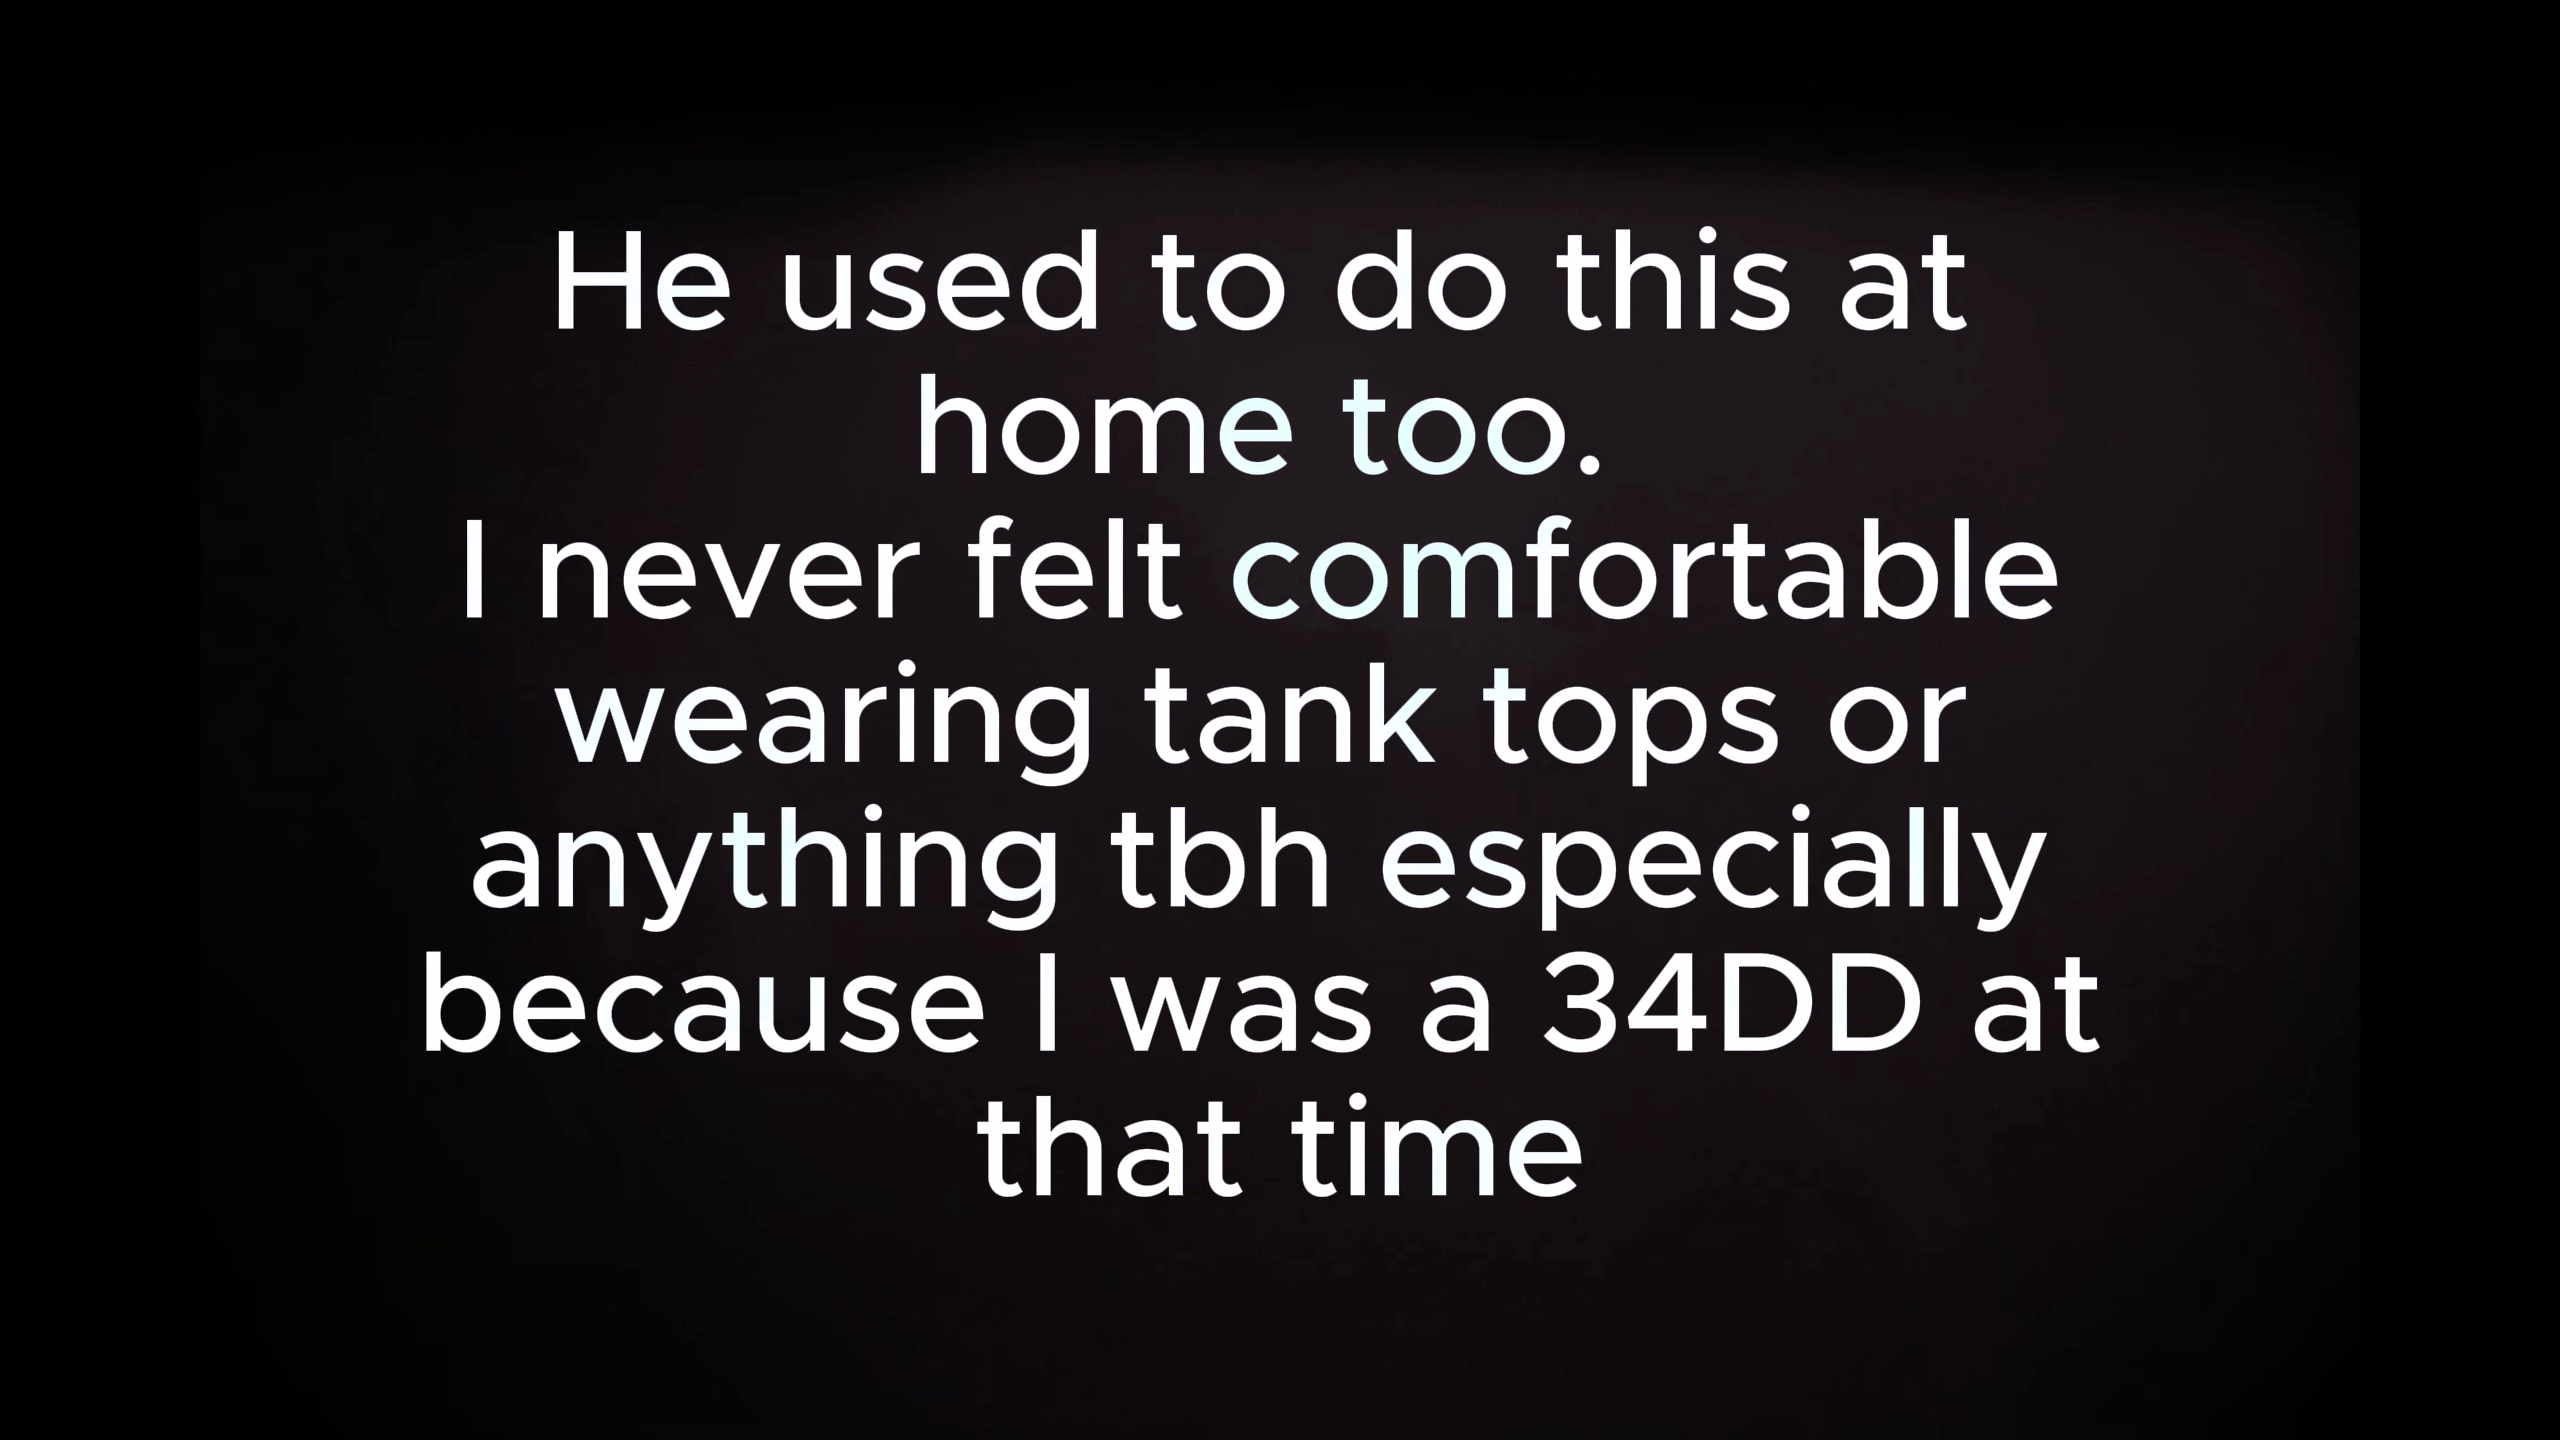 He used to do this at
home too.
I never felt comfortable
wearing tank tops or
anything tbh especially
because I was a 34DD at
that time